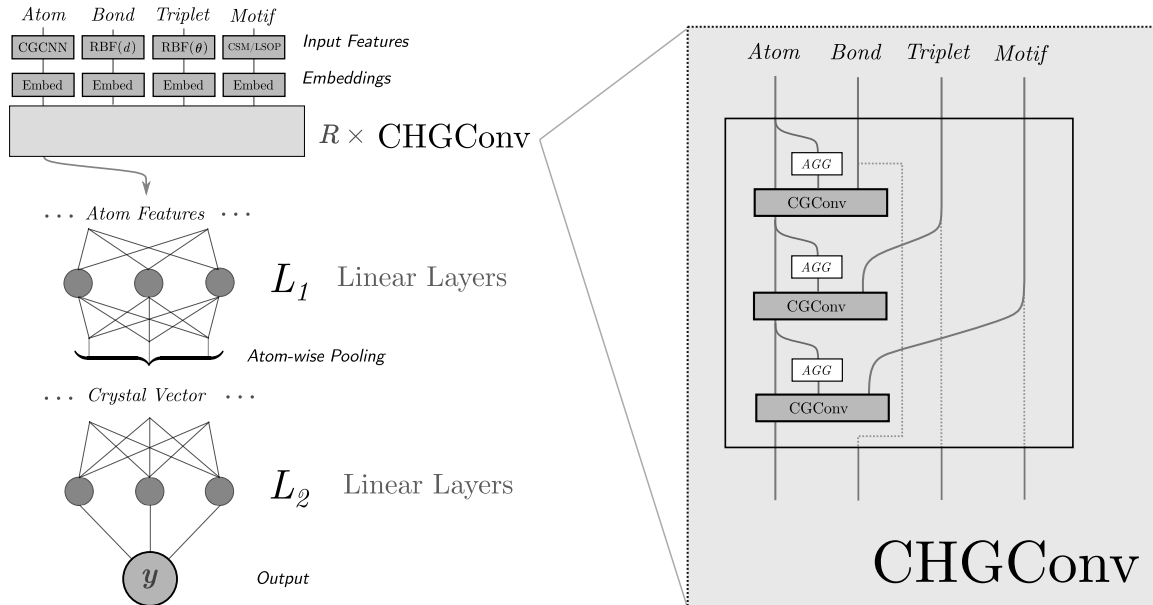 Atom Bond Triplet Motif
CGCNN RBF(d) RBF(θ) CSM/LSOP Input Features
Embed Embed Embed Embed Embeddings
R × CHGConv
... Atom Features ...
L1 Linear Layers
Atom-wise Pooling
... Crystal Vector ...
L2 Linear Layers
y Output
Atom Bond Triplet Motif
AGG
CGConv
AGG
CGConv
AGG
CGConv
CHGConv